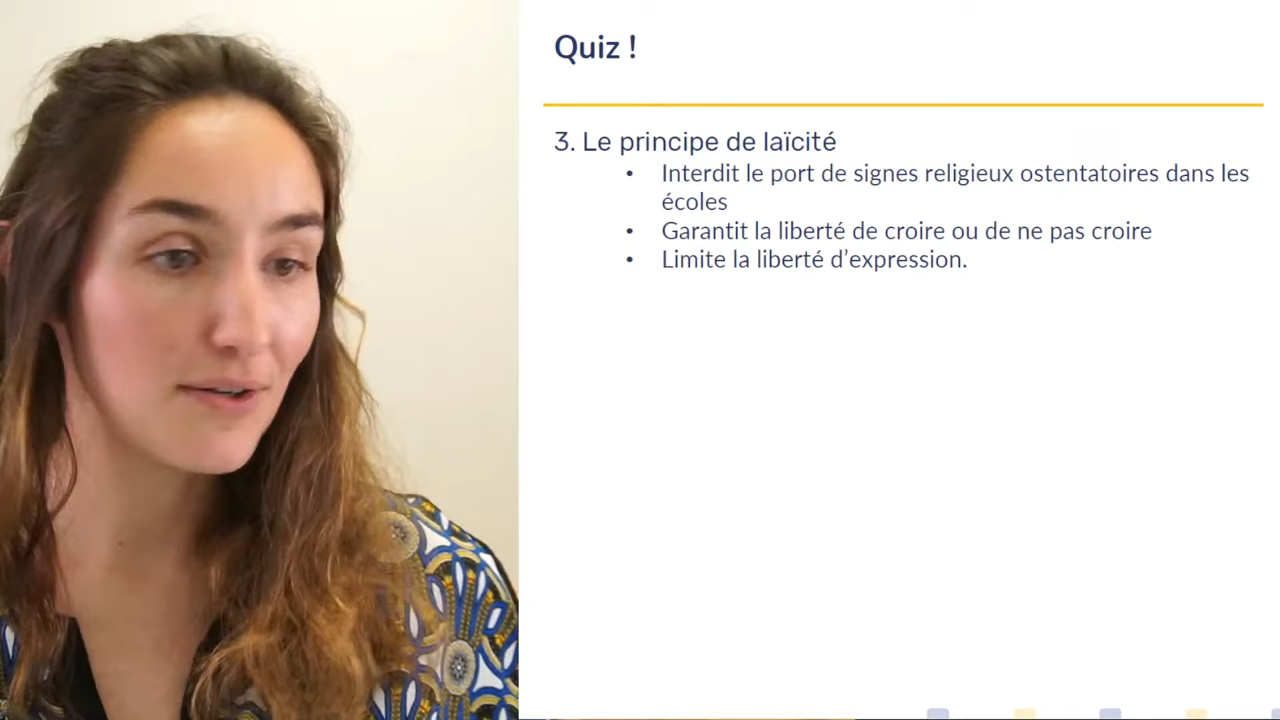 Quiz !
3. Le principe de laïcité
• Interdit le port de signes religieux ostentatoires dans les
écoles
• Garantit la liberté de croire ou de ne pas croire
• Limite la liberté d’expression.